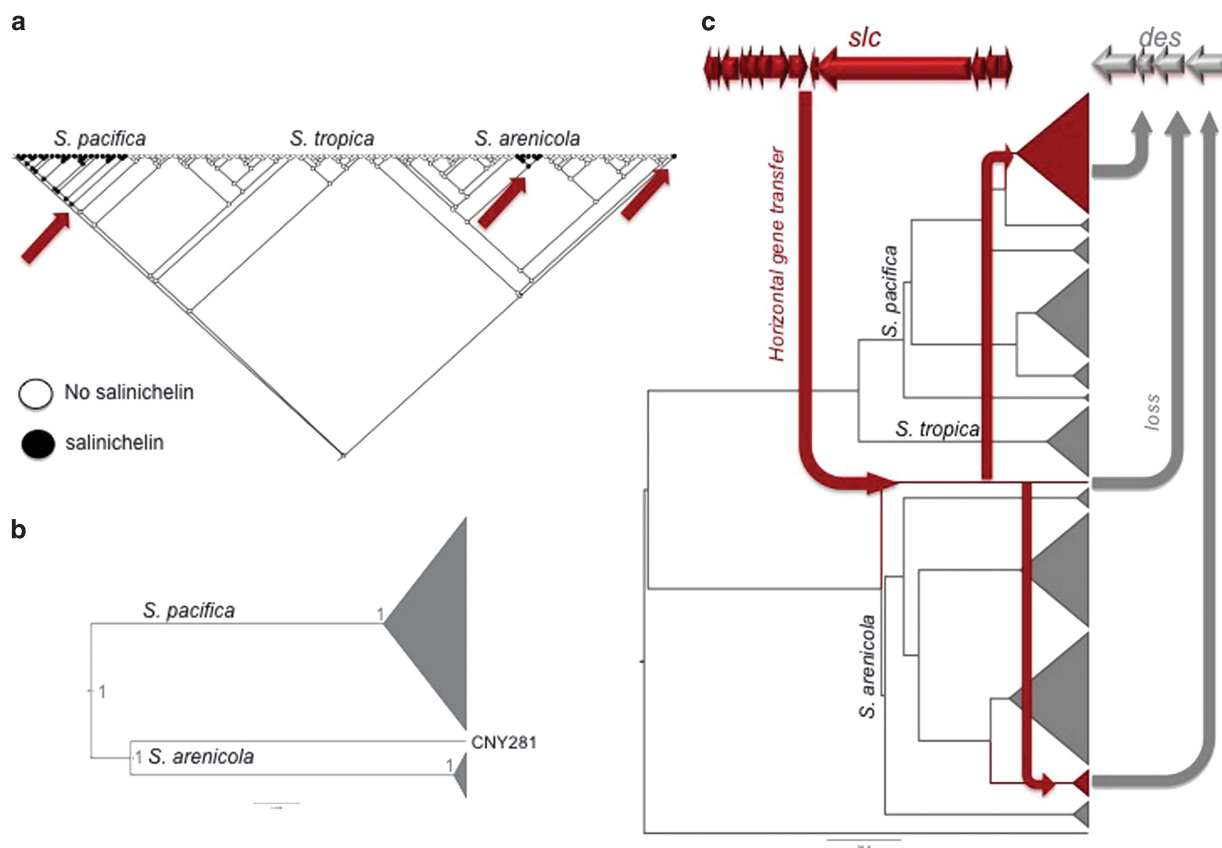 a
S. pacifica
S. tropica
S. arenicola
No salinichelin
salinichelin
b
S. pacifica
1
1
CNY281
1
S. arenicola
1
c
slc
des
Horizontal gene transfer
S. pacifica
S. tropica
loss
S. arenicola